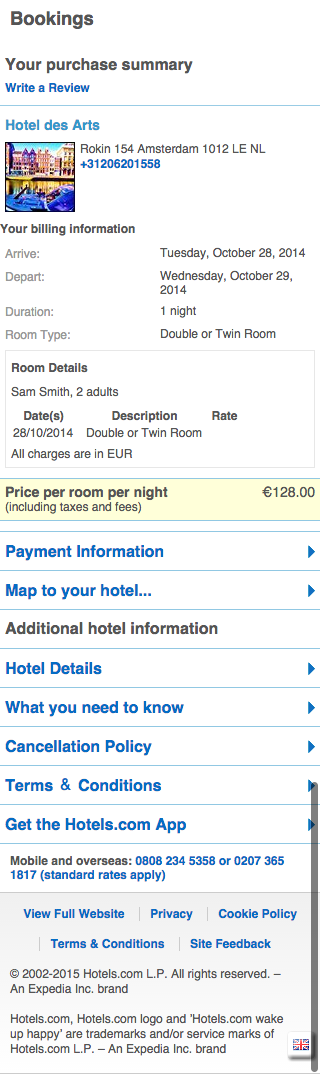 Bookings
Your purchase summary
Write a Review
Hotel des Arts
Rokin 154 Amsterdam 1012 LE NL
+31206201558
Your billing information
Arrive: Tuesday, October 28, 2014
Depart: Wednesday, October 29,
2014
Duration: 1 night
Room Type: Double or Twin Room
Room Details
Sam Smith, 2 adults
Date(s) Description Rate
28/10/2014 Double or Twin Room
All charges are in EUR
Price per room per night €128.00
(including taxes and fees)
Payment Information
Map to your hotel...
Additional hotel information
Hotel Details
What you need to know
Cancellation Policy
Terms & Conditions
Get the Hotels.com App
Mobile and overseas: 0808 234 5358 or 0207 365
1817 (standard rates apply)
View Full Website Privacy Cookie Policy
Terms & Conditions Site Feedback
© 2002-2015 Hotels.com L.P. All rights reserved. –
An Expedia Inc. brand
Hotels.com, Hotels.com logo and 'Hotels.com wake
up happy' are trademarks and/or service marks of
Hotels.com L.P. – An Expedia Inc. brand